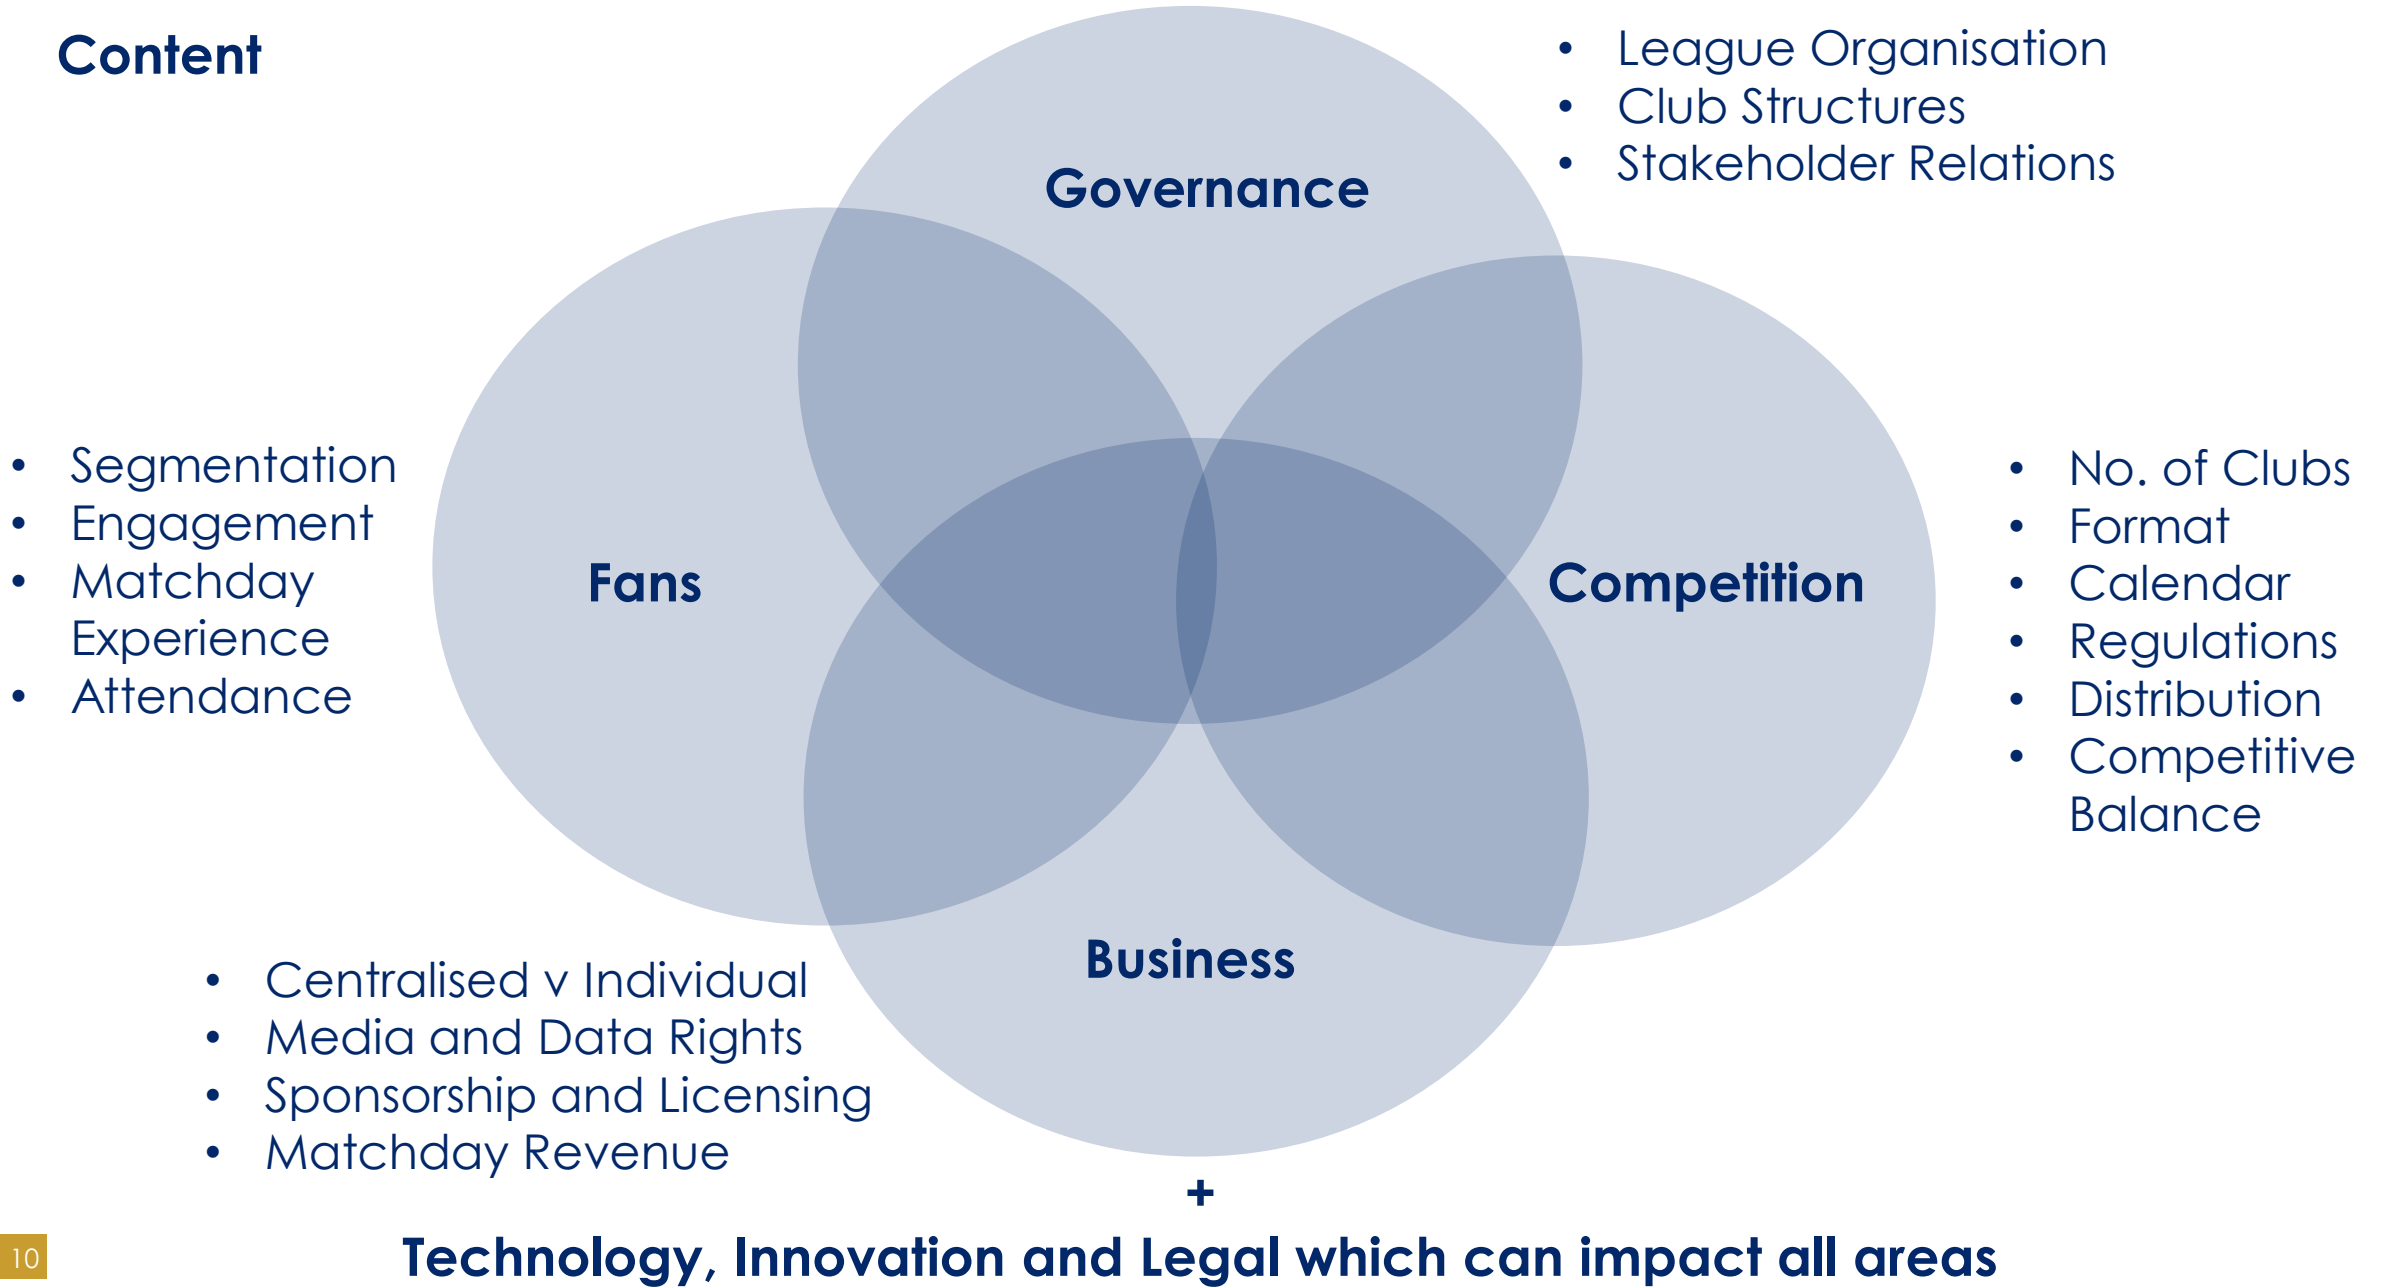 Content
• League Organisation
• Club Structures
• Stakeholder Relations
Governance
• Segmentation
• Engagement
• Matchday
Experience
• Attendance
Fans
Competition
• No. of Clubs
• Format
• Calendar
• Regulations
• Distribution
• Competitive
Balance
Business
• Centralised v Individual
• Media and Data Rights
• Sponsorship and Licensing
• Matchday Revenue
+
Technology, Innovation and Legal which can impact all areas
10